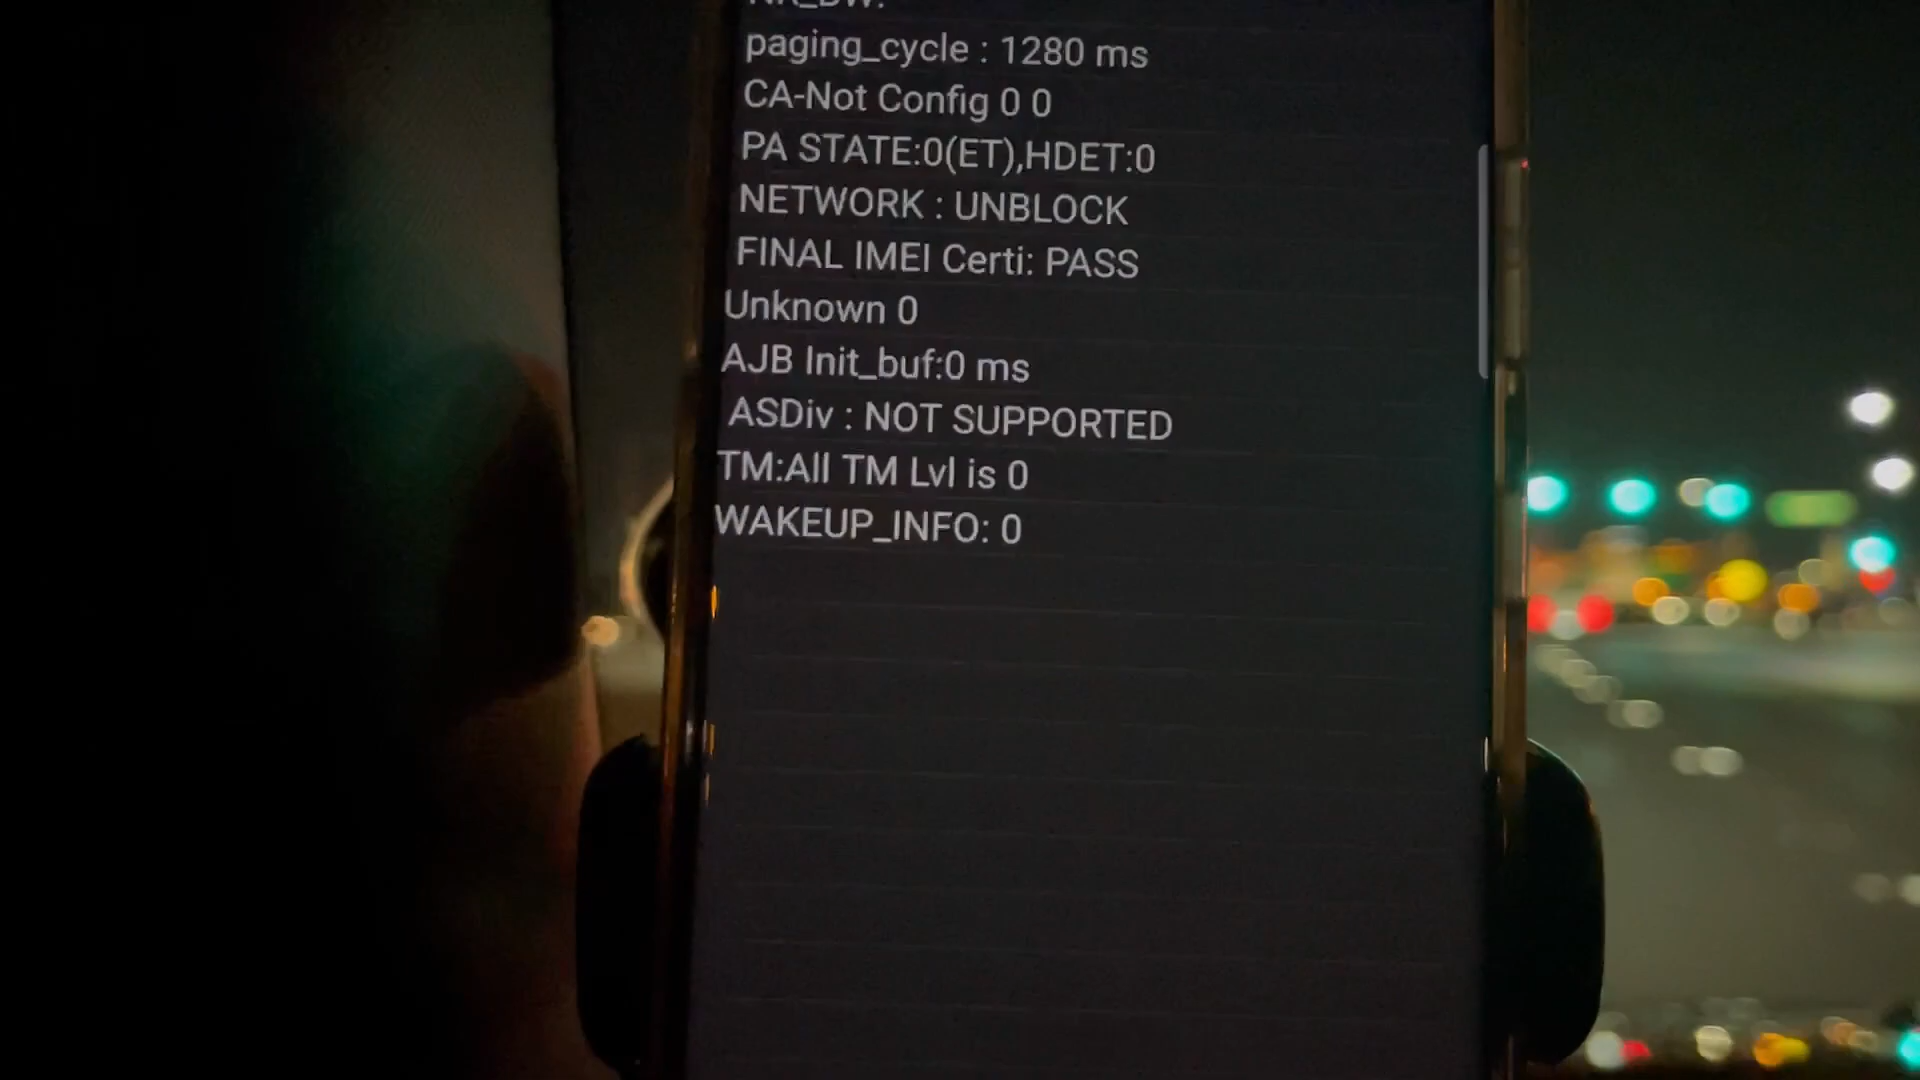 NR_BW:
paging_cycle : 1280 ms
CA-Not Config 0 0
PA STATE:0(ET),HDET:0
NETWORK : UNBLOCK
FINAL IMEI Certi: PASS
Unknown 0
AJB Init_buf:0 ms
ASDiv : NOT SUPPORTED
TM:All TM Lvl is 0
WAKEUP_INFO: 0